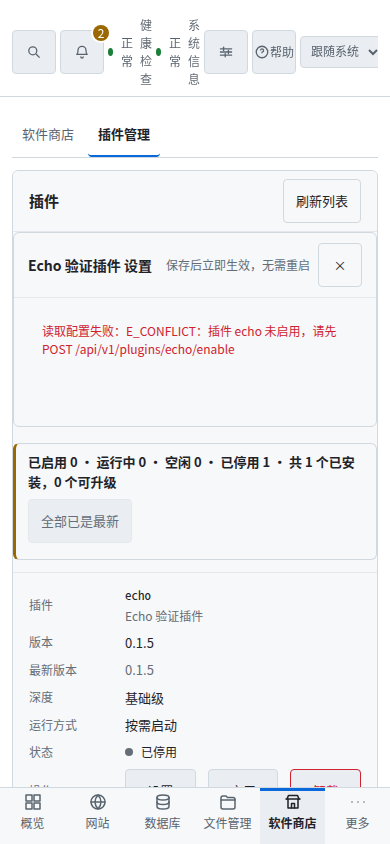 2
正常
健康检查
正常
系统信息
帮助
跟随系统
软件商店
插件管理
插件
刷新列表
Echo 验证插件 设置
保存后立即生效，无需重启
×
读取配置失败：E_CONFLICT：插件 echo 未启用，请先
POST /api/v1/plugins/echo/enable
已启用 0 · 运行中 0 · 空闲 0 · 已停用 1 · 共 1 个已安
装，0 个可升级
全部已是最新
插件
echo
Echo 验证插件
版本
0.1.5
最新版本
0.1.5
深度
基础级
运行方式
按需启动
状态
已停用
概览
网站
数据库
文件管理
软件商店
更多